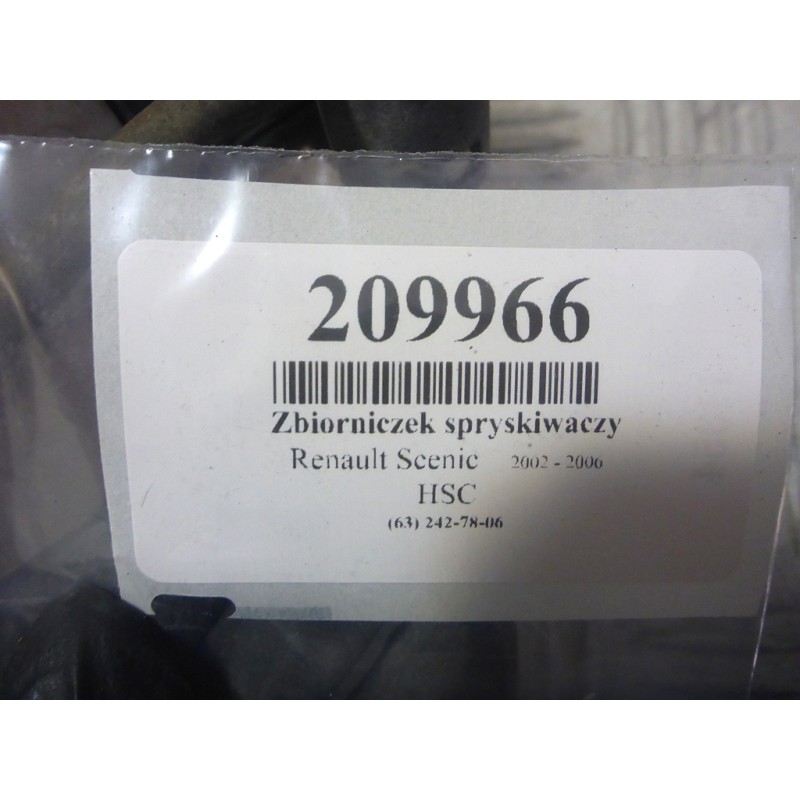 209966
Zbiorniczek spryskiwaczy
Renault Scenic 2002 - 2006
HSC
(63) 242-78-06